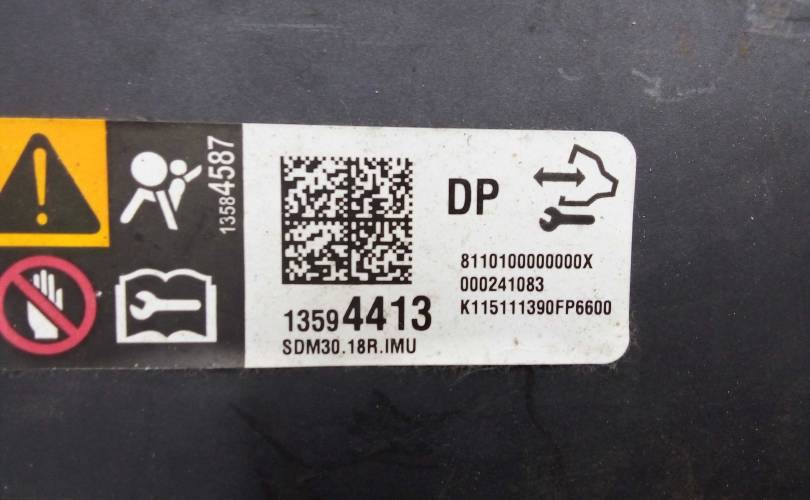 13584587
DP
8110100000000X
000241083
K115111390FP6600
13594413
SDM30.18R.IMU